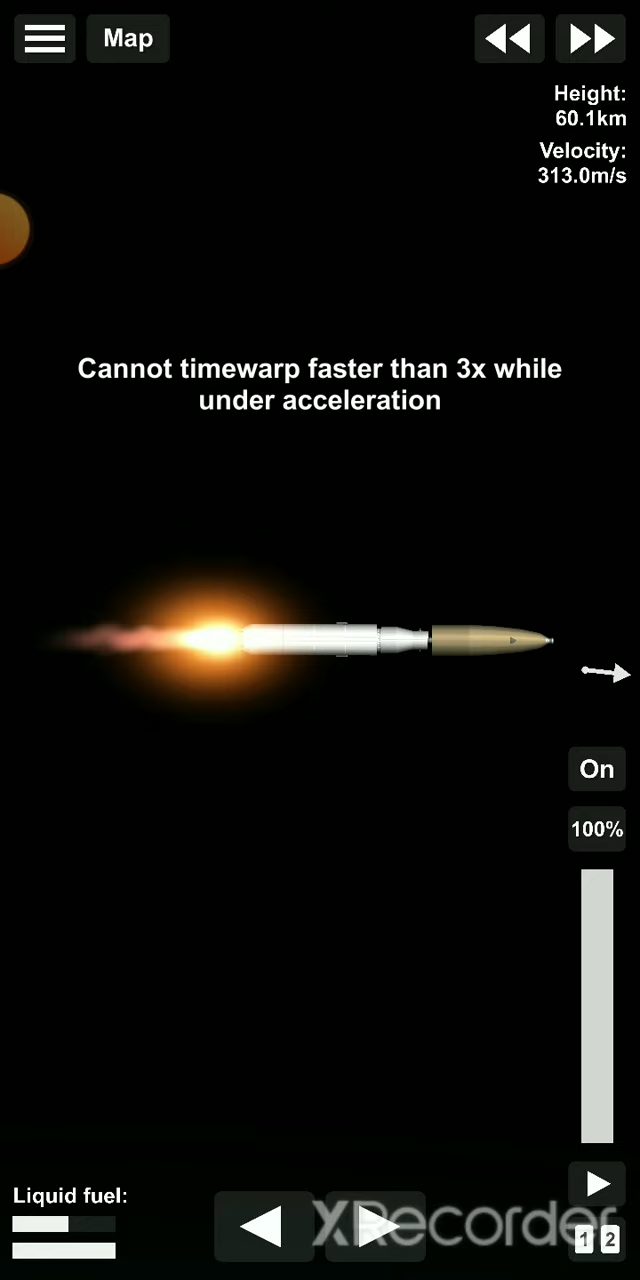 Map
Height:
60.1km
Velocity:
313.0m/s
Cannot timewarp faster than 3x while
under acceleration
On
100%
Liquid fuel:
XRecorder
1 2